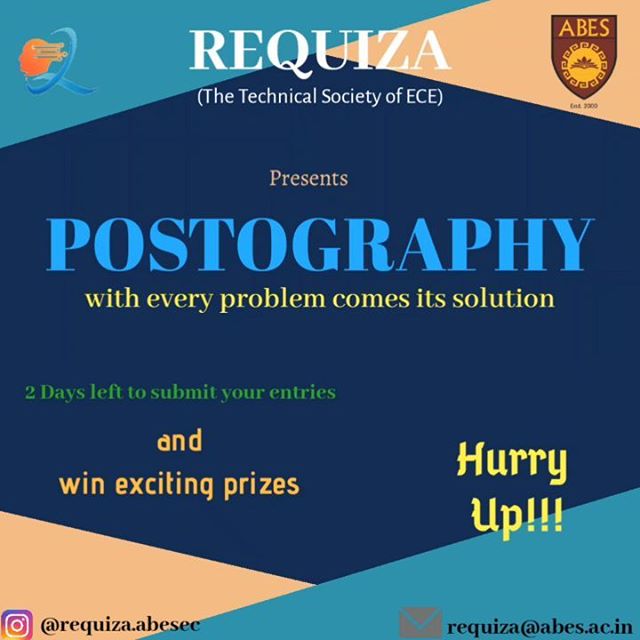 REQUIZA
(The Technical Society of ECE)
ABES
Estd. 2000
Presents
POSTOGRAPHY
with every problem comes its solution
2 Days left to submit your entries
and
win exciting prizes
Hurry
Up!!!
@requiza.abesec
requiza@abes.ac.in